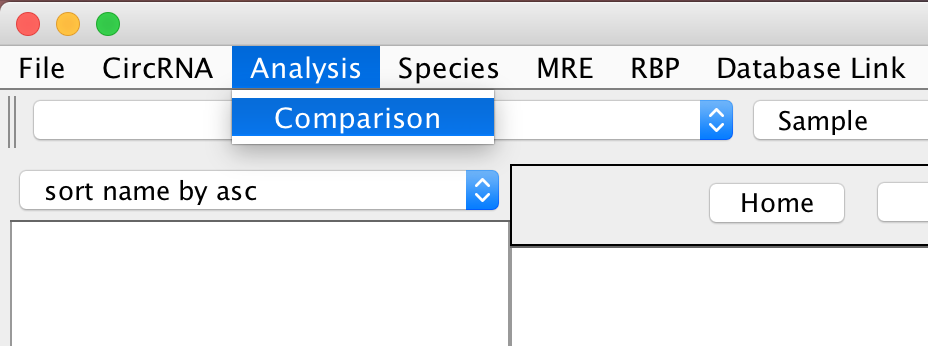 File CircRNA Analysis Species MRE RBP Database Link
Comparison
Sample
sort name by asc
Home